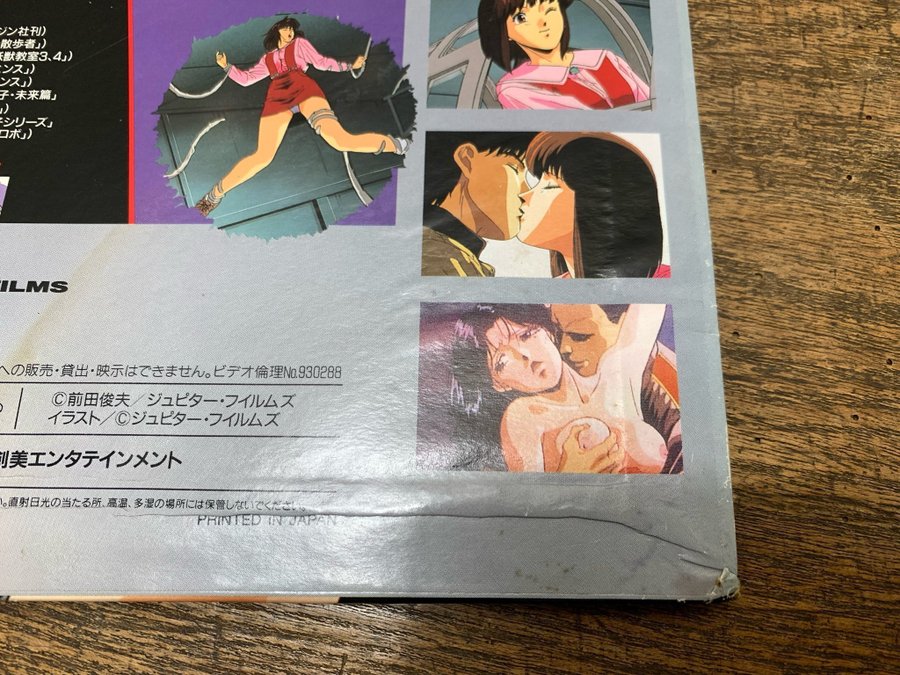 ソン社刊)
散歩者」)
獣教室3、4」)
ンス」)
ンス」)
子・未来篇」
」)
シリーズ」
ロボ」)
ILMS
への販売・貸出・映示はできません。ビデオ倫理No.930288
©前田俊夫/ジュピター・フイルムズ
イラスト/©ジュピター・フイルムズ
創美エンタテインメント
い。直射日光の当たる所、高温、多湿の場所には保管しないでください。
PRINTED IN JAPAN